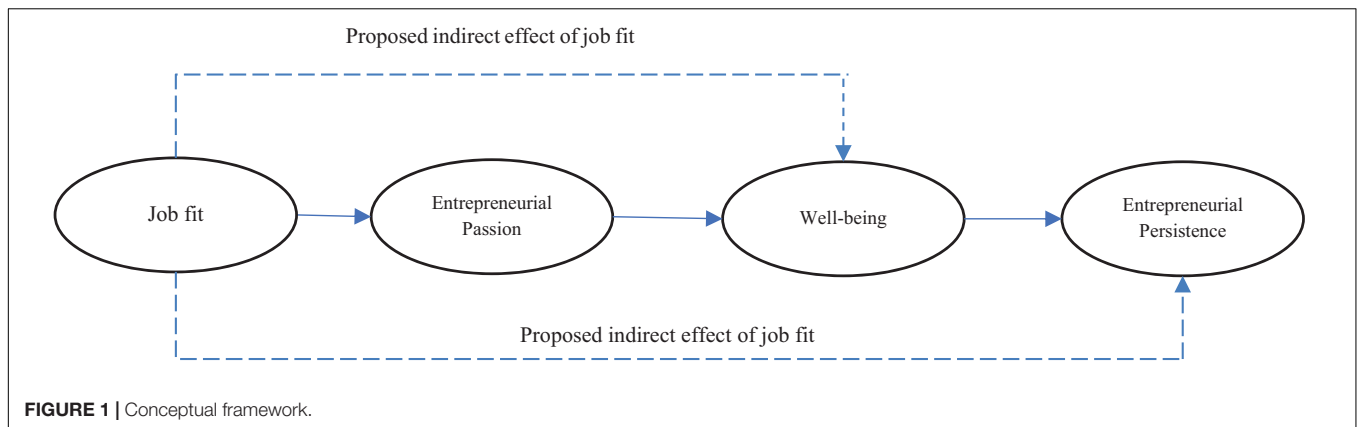 Proposed indirect effect of job fit
Job fit
Entrepreneurial
Passion
Well-being
Entrepreneurial
Persistence
Proposed indirect effect of job fit
FIGURE 1 | Conceptual framework.